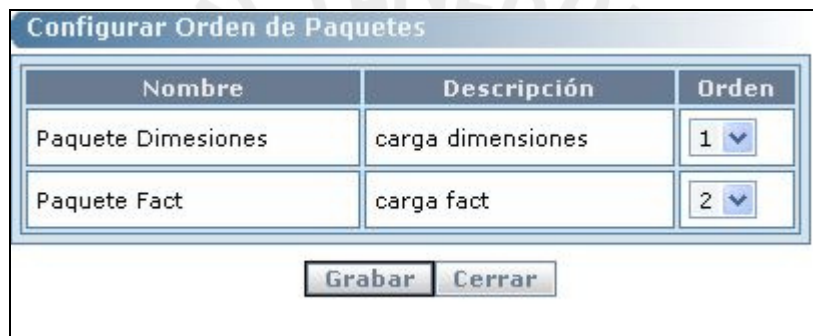 Configurar Orden de Paquetes
Nombre Descripción Orden
Paquete Dimesiones carga dimensiones 1
Paquete Fact carga fact 2
Grabar Cerrar